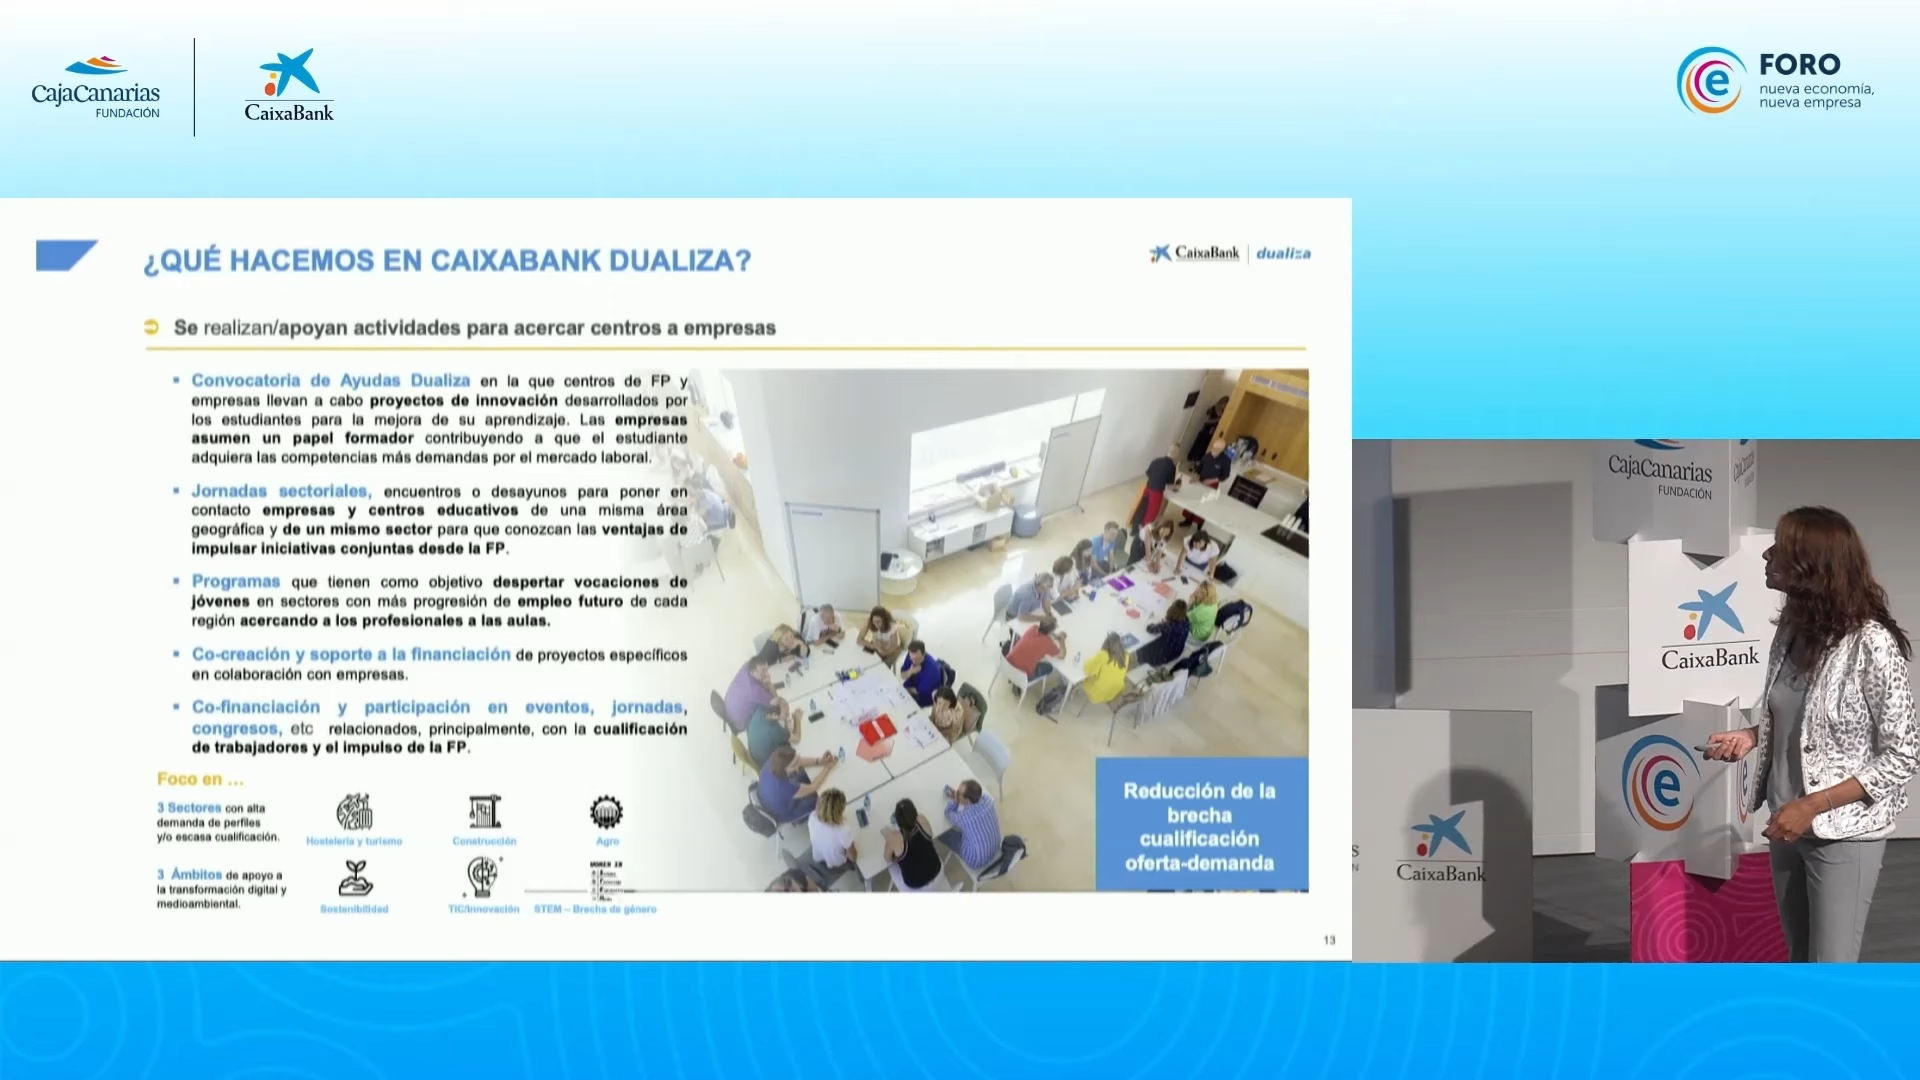 CajaCanarias
FUNDACIÓN
CaixaBank
FORO
nueva economía,
nueva empresa
¿QUÉ HACEMOS EN CAIXABANK DUALIZA?
CaixaBank dualiza
Se realizan/apoyan actividades para acercar centros a empresas
Convocatoria de Ayudas Dualiza en la que centros de FP y
empresas llevan a cabo proyectos de innovación desarrollados por
los estudiantes para la mejora de su aprendizaje. Las empresas
asumen un papel formador contribuyendo a que el estudiante
adquiera las competencias más demandas por el mercado laboral.
Jornadas sectoriales, encuentros o desayunos para poner en
contacto empresas y centros educativos de una misma área
geográfica y de un mismo sector para que conozcan las ventajas de
impulsar iniciativas conjuntas desde la FP.
Programas que tienen como objetivo despertar vocaciones de
jóvenes en sectores con más progresión de empleo futuro de cada
región acercando a los profesionales a las aulas.
Co-creación y soporte a la financiación de proyectos específicos
en colaboración con empresas.
Co-financiación y participación en eventos, jornadas,
congresos, etc relacionados, principalmente, con la cualificación
de trabajadores y el impulso de la FP.
Foco en ...
3 Sectores con alta
demanda de perfiles
y/o escasa cualificación.
Hostelería y turismo
Construcción
Agro
3 Ámbitos de apoyo a
la transformación digital y
medioambiental.
Sostenibilidad
TIC/Innovación
WOMEN IN
STEM – Brecha de género
Reducción de la
brecha
cualificación
oferta-demanda
13
CajaCanarias
FUNDACIÓN
CaixaBank
e
CaixaBank